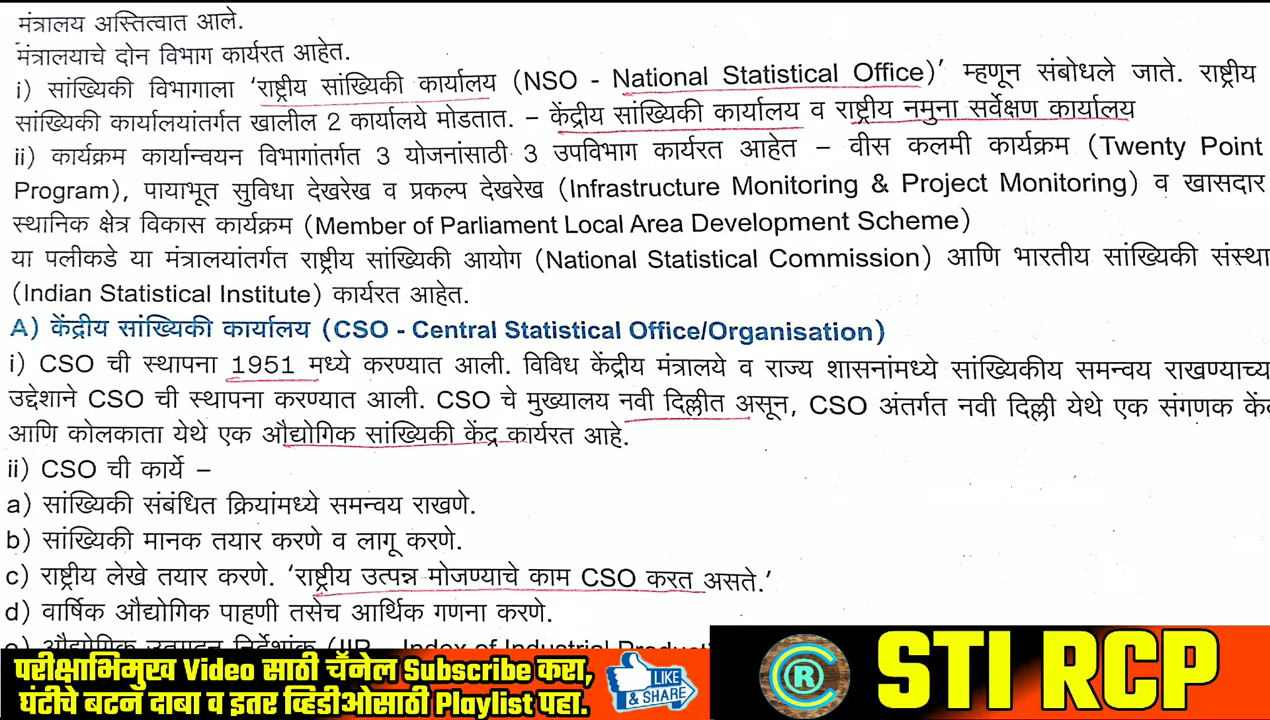 मंत्रालय अस्तित्वात आले.
मंत्रालयाचे दोन विभाग कार्यरत आहेत.
i) सांख्यिकी विभागाला ‘राष्ट्रीय सांख्यिकी कार्यालय (NSO - National Statistical Office)’ म्हणून संबोधले जाते. राष्ट्रीय
सांख्यिकी कार्यालयांतर्गत खालील 2 कार्यालये मोडतात. – केंद्रीय सांख्यिकी कार्यालय व राष्ट्रीय नमुना सर्वेक्षण कार्यालय
ii) कार्यक्रम कार्यान्वयन विभागांतर्गत 3 योजनांसाठी 3 उपविभाग कार्यरत आहेत – वीस कलमी कार्यक्रम (Twenty Point
Program), पायाभूत सुविधा देखरेख व प्रकल्प देखरेख (Infrastructure Monitoring & Project Monitoring) व खासदार
स्थानिक क्षेत्र विकास कार्यक्रम (Member of Parliament Local Area Development Scheme)
या पलीकडे या मंत्रालयांतर्गत राष्ट्रीय सांख्यिकी आयोग (National Statistical Commission) आणि भारतीय सांख्यिकी संस्था
(Indian Statistical Institute) कार्यरत आहेत.
A) केंद्रीय सांख्यिकी कार्यालय (CSO - Central Statistical Office/Organisation)
i) CSO ची स्थापना 1951 मध्ये करण्यात आली. विविध केंद्रीय मंत्रालये व राज्य शासनांमध्ये सांख्यिकीय समन्वय राखण्याच्या
उद्देशाने CSO ची स्थापना करण्यात आली. CSO चे मुख्यालय नवी दिल्लीत असून, CSO अंतर्गत नवी दिल्ली येथे एक संगणक
आणि कोलकाता येथे एक औद्योगिक सांख्यिकी केंद्र कार्यरत आहे.
ii) CSO ची कार्ये –
a) सांख्यिकी संबंधित क्रियांमध्ये समन्वय राखणे.
b) सांख्यिकी मानक तयार करणे व लागू करणे.
c) राष्ट्रीय लेखे तयार करणे. ‘राष्ट्रीय उत्पन्न मोजण्याचे काम CSO करत असते.’
d) वार्षिक औद्योगिक पाहणी तसेच आर्थिक गणना करणे.
e) औद्योगिक उत्पादन निर्देशांक (IIP - Index of Industrial
परीक्षाभिमुख Video साठी चॅनेल Subscribe करा,
घंटीचे बटन दाबा व इतर व्हिडीओसाठी Playlist पहा.
LIKE
& SHARE
R
STI RCP